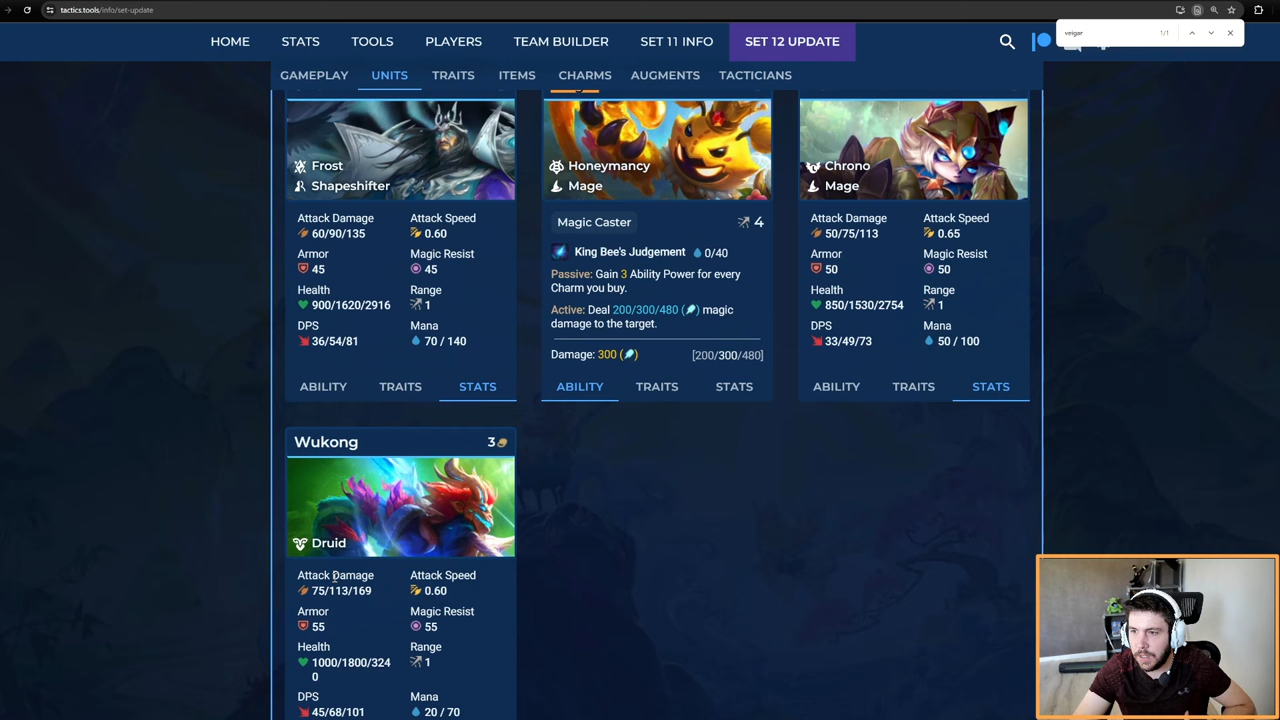 tactics.tools/info/set-update
veigar
1/1
HOME
STATS
TOOLS
PLAYERS
TEAM BUILDER
SET 11 INFO
SET 12 UPDATE
GAMEPLAY
UNITS
TRAITS
ITEMS
CHARMS
AUGMENTS
TACTICIANS
Frost
Shapeshifter
Attack Damage
60/90/135
Attack Speed
0.60
Armor
45
Magic Resist
45
Health
900/1620/2916
Range
1
DPS
36/54/81
Mana
70 / 140
ABILITY
TRAITS
STATS
Honeymancy
Mage
Magic Caster
4
King Bee's Judgement 0/40
Passive: Gain 3 Ability Power for every
Charm you buy.
Active: Deal 200/300/480 ( ) magic
damage to the target.
Damage: 300 ( )
[200/300/480]
ABILITY
TRAITS
STATS
Chrono
Mage
Attack Damage
50/75/113
Attack Speed
0.65
Armor
50
Magic Resist
50
Health
850/1530/2754
Range
1
DPS
33/49/73
Mana
50 / 100
ABILITY
TRAITS
STATS
Wukong
3
Druid
Attack Damage
75/113/169
Attack Speed
0.60
Armor
55
Magic Resist
55
Health
1000/1800/324
0
Range
1
DPS
45/68/101
Mana
20 / 70